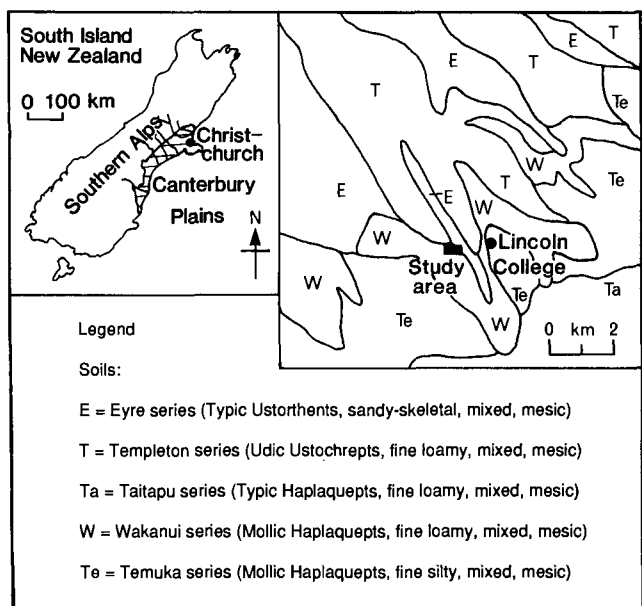 South Island
New Zealand
0 100 km
Southern Alps
Christ-
church
Canterbury
Plains
N
E
T
T
E
T
Te
W
T
Te
E
E
W
W
Lincoln
College
Study
area
Te
Ta
Te
W
0 km 2
Legend
Soils:
E = Eyre series (Typic Ustorthents, sandy-skeletal, mixed, mesic)
T = Templeton series (Udic Ustochrepts, fine loamy, mixed, mesic)
Ta = Taitapu series (Typic Haplaquepts, fine loamy, mixed, mesic)
W = Wakanui series (Mollic Haplaquepts, fine loamy, mixed, mesic)
Te = Temuka series (Mollic Haplaquepts, fine silty, mixed, mesic)